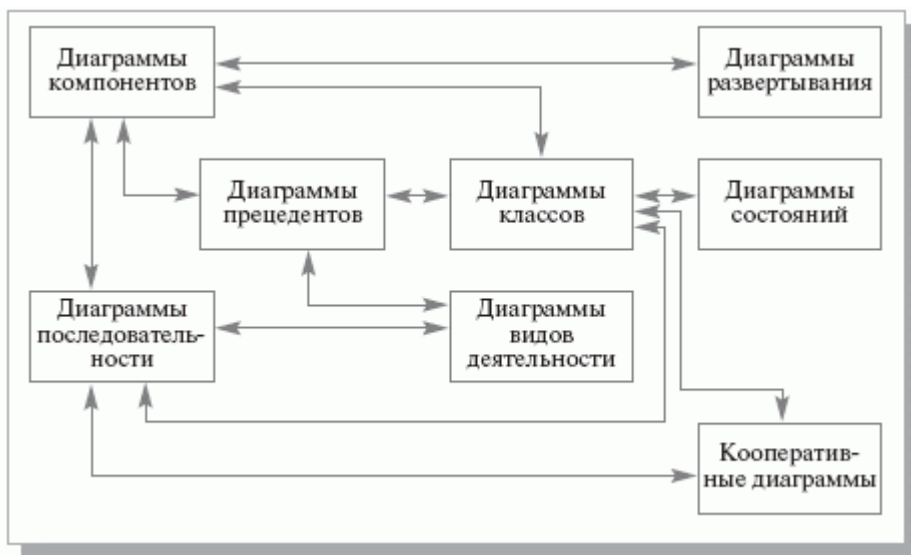 Диаграммы
компонентов
Диаграммы
развертывания
Диаграммы
прецедентов
Диаграммы
классов
Диаграммы
состояний
Диаграммы
последователь-
ности
Диаграммы
видов
деятельности
Кооператив-
ные диаграммы